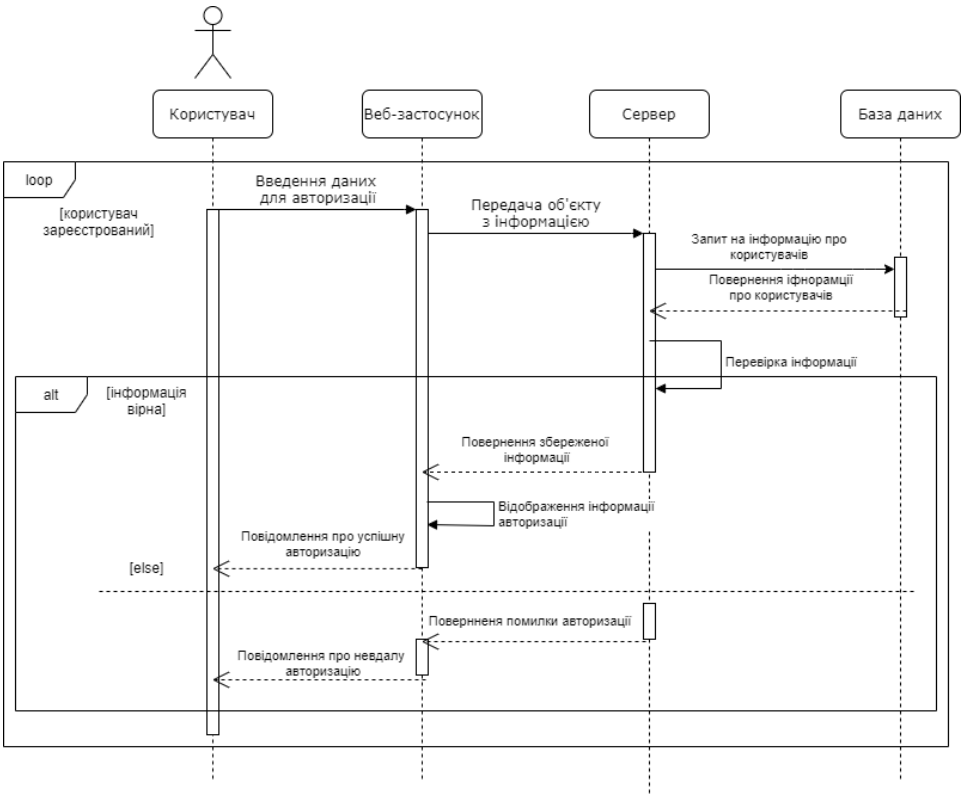 Користувач
Веб-застосунок
Сервер
База даних
loop
[користувач
зареєстрований]
Введення даних
для авторизації
Передача об'єкту
з інформацією
Запит на інформацію про
користувачів
Повернення іфнорамції
про користувачів
Перевірка інформації
alt
[інформація
вірна]
Повернення збереженої
інформації
Відображення інформації
авторизації
Повідомлення про успішну
авторизацію
[else]
Поверннення помилки авторизації
Повідомлення про невдалу
авторизацію